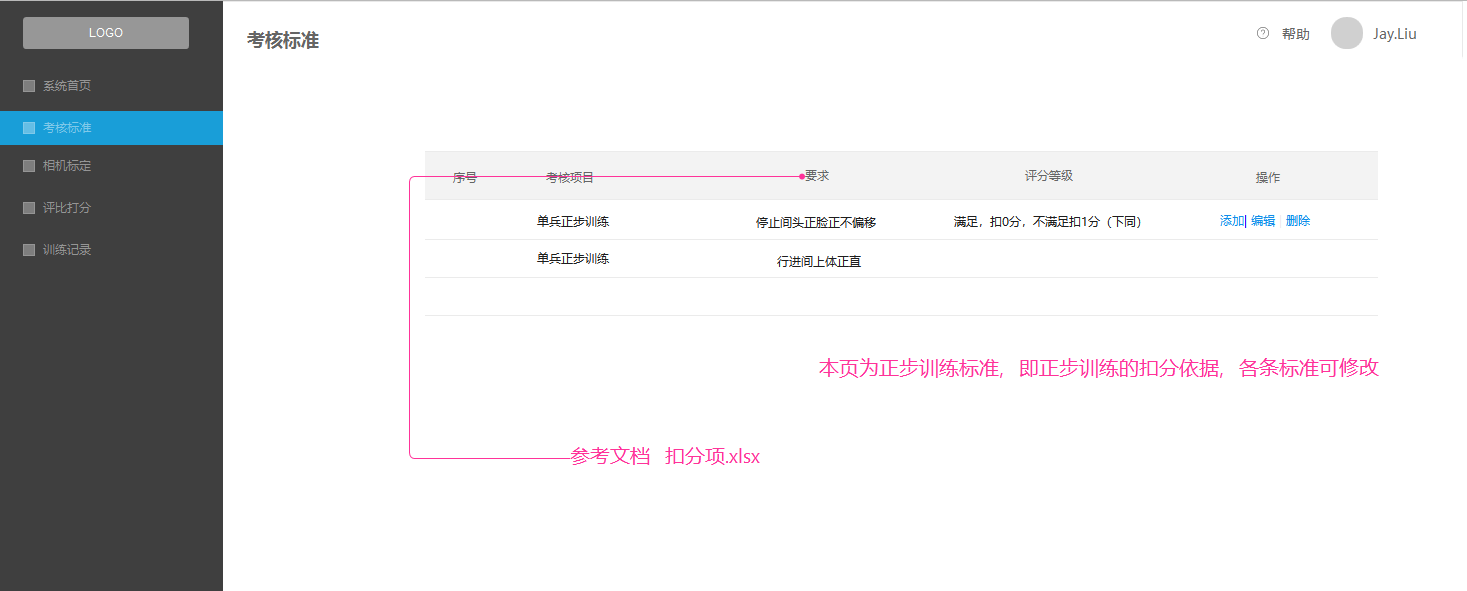 LOGO
考核标准
帮助
Jay.Liu
系统首页
考核标准
相机标定
评比打分
训练记录
序号 考核项目 要求 评分等级 操作
单兵正步训练 停止间头正脸正不偏移 满足，扣0分，不满足扣1分（下同） 添加| 编辑 | 删除
单兵正步训练 行进间上体正直
本页为正步训练标准，即正步训练的扣分依据，各条标准可修改
参考文档 扣分项.xlsx